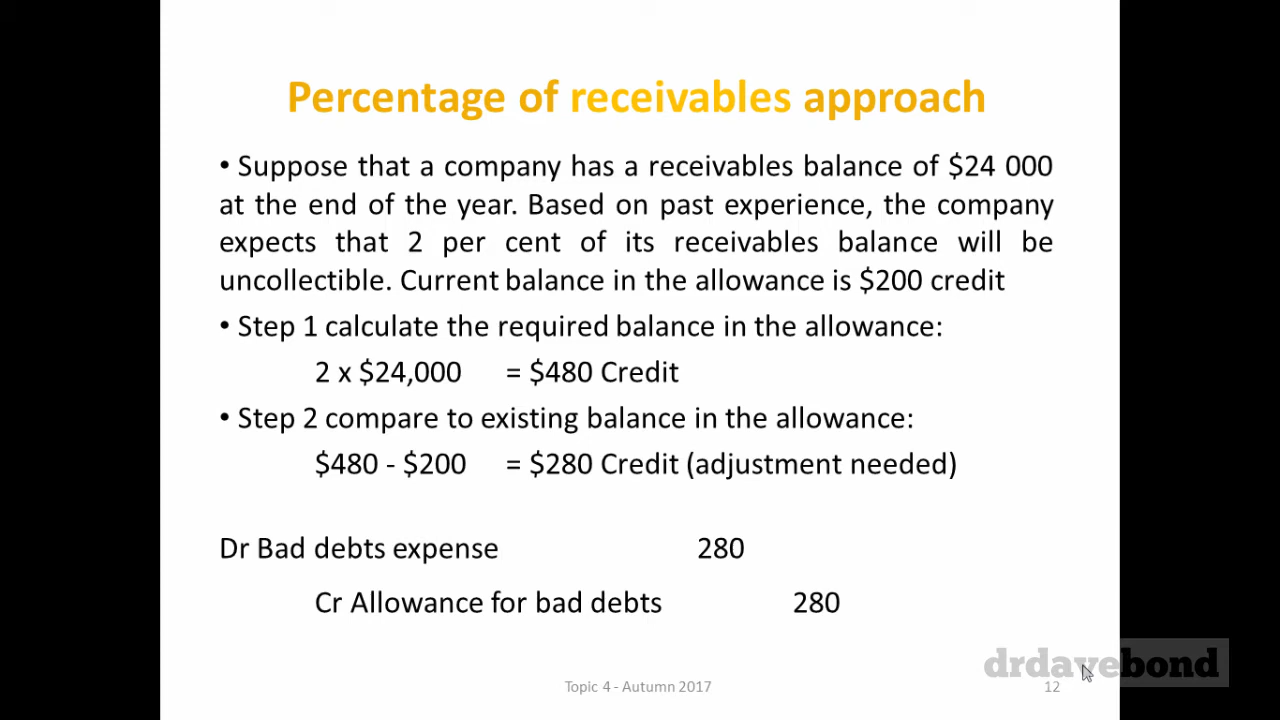 Percentage of receivables approach
• Suppose that a company has a receivables balance of $24 000
at the end of the year. Based on past experience, the company
expects that 2 per cent of its receivables balance will be
uncollectible. Current balance in the allowance is $200 credit
• Step 1 calculate the required balance in the allowance:
2 x $24,000 = $480 Credit
• Step 2 compare to existing balance in the allowance:
$480 - $200 = $280 Credit (adjustment needed)
Dr Bad debts expense 280
Cr Allowance for bad debts 280
drdavebond
Topic 4 - Autumn 2017 12